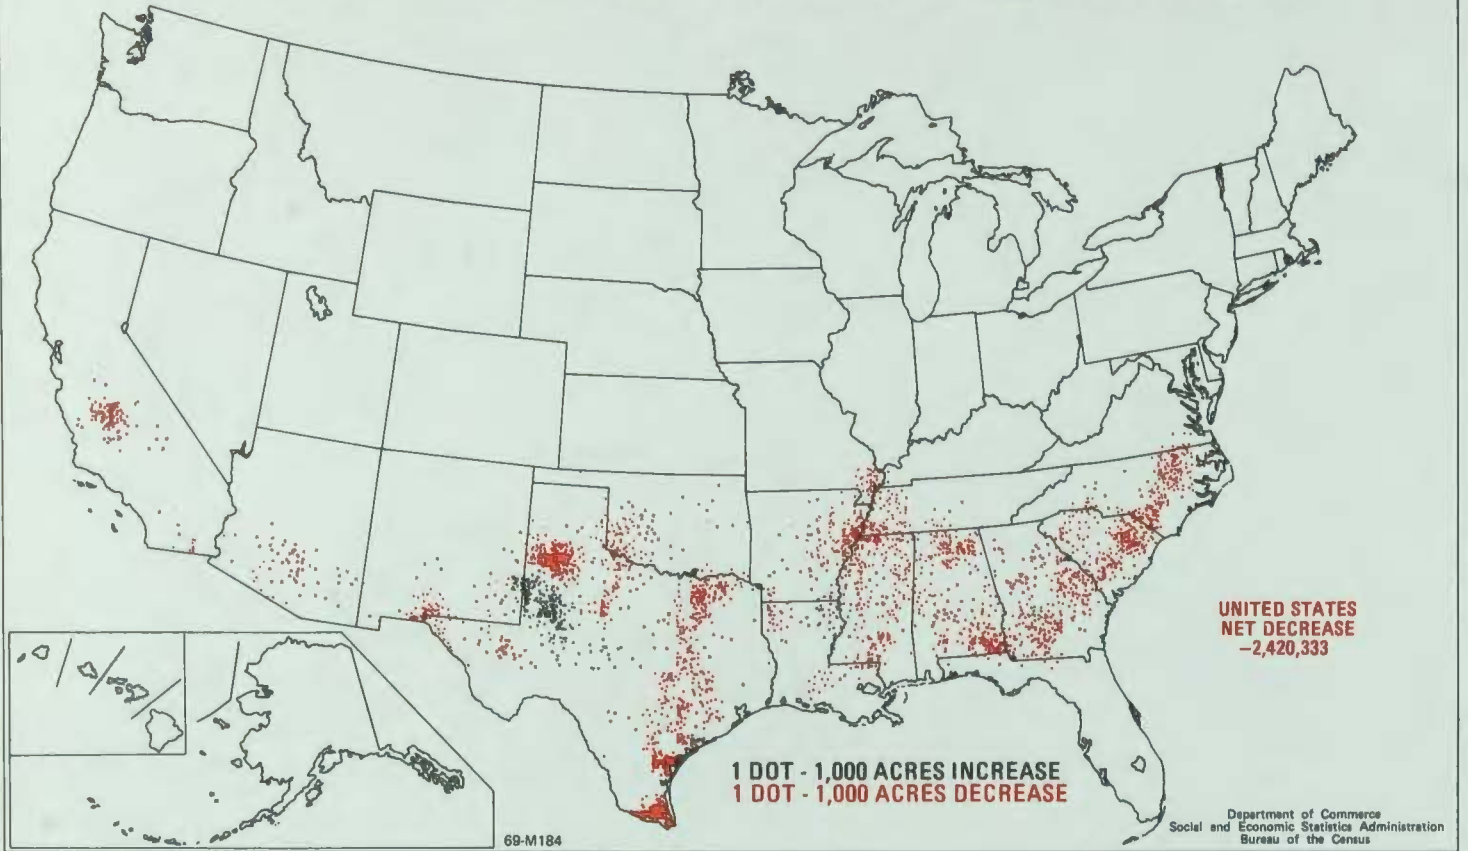 UNITED STATES
NET DECREASE
–2,420,333
1 DOT - 1,000 ACRES INCREASE
1 DOT - 1,000 ACRES DECREASE
69-M184
Department of Commerce
Social and Economic Statistics Administration
Bureau of the Census